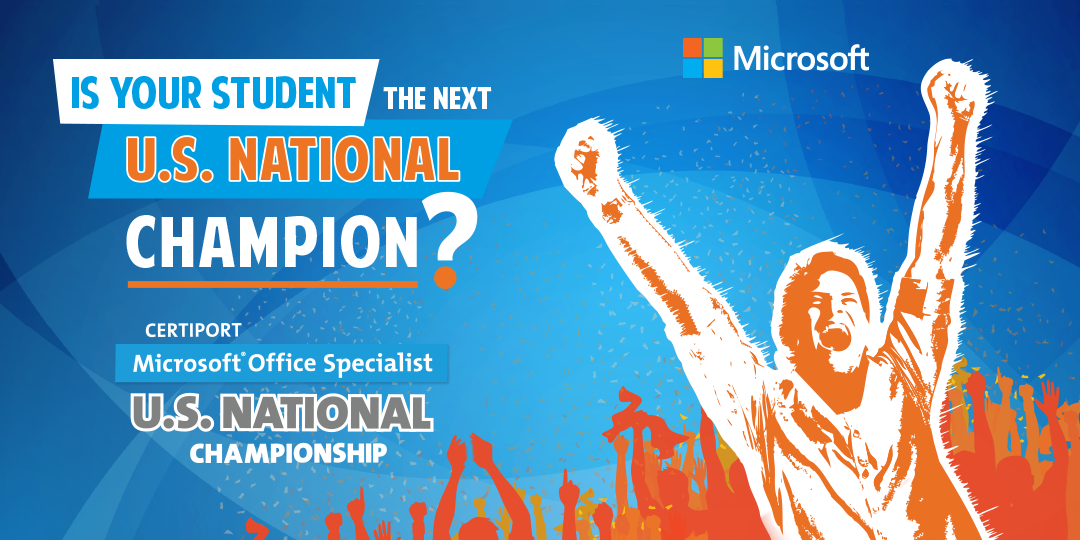 IS YOUR STUDENT THE NEXT
U.S. NATIONAL
CHAMPION?
CERTIPORT
Microsoft® Office Specialist
U.S. NATIONAL
CHAMPIONSHIP
Microsoft